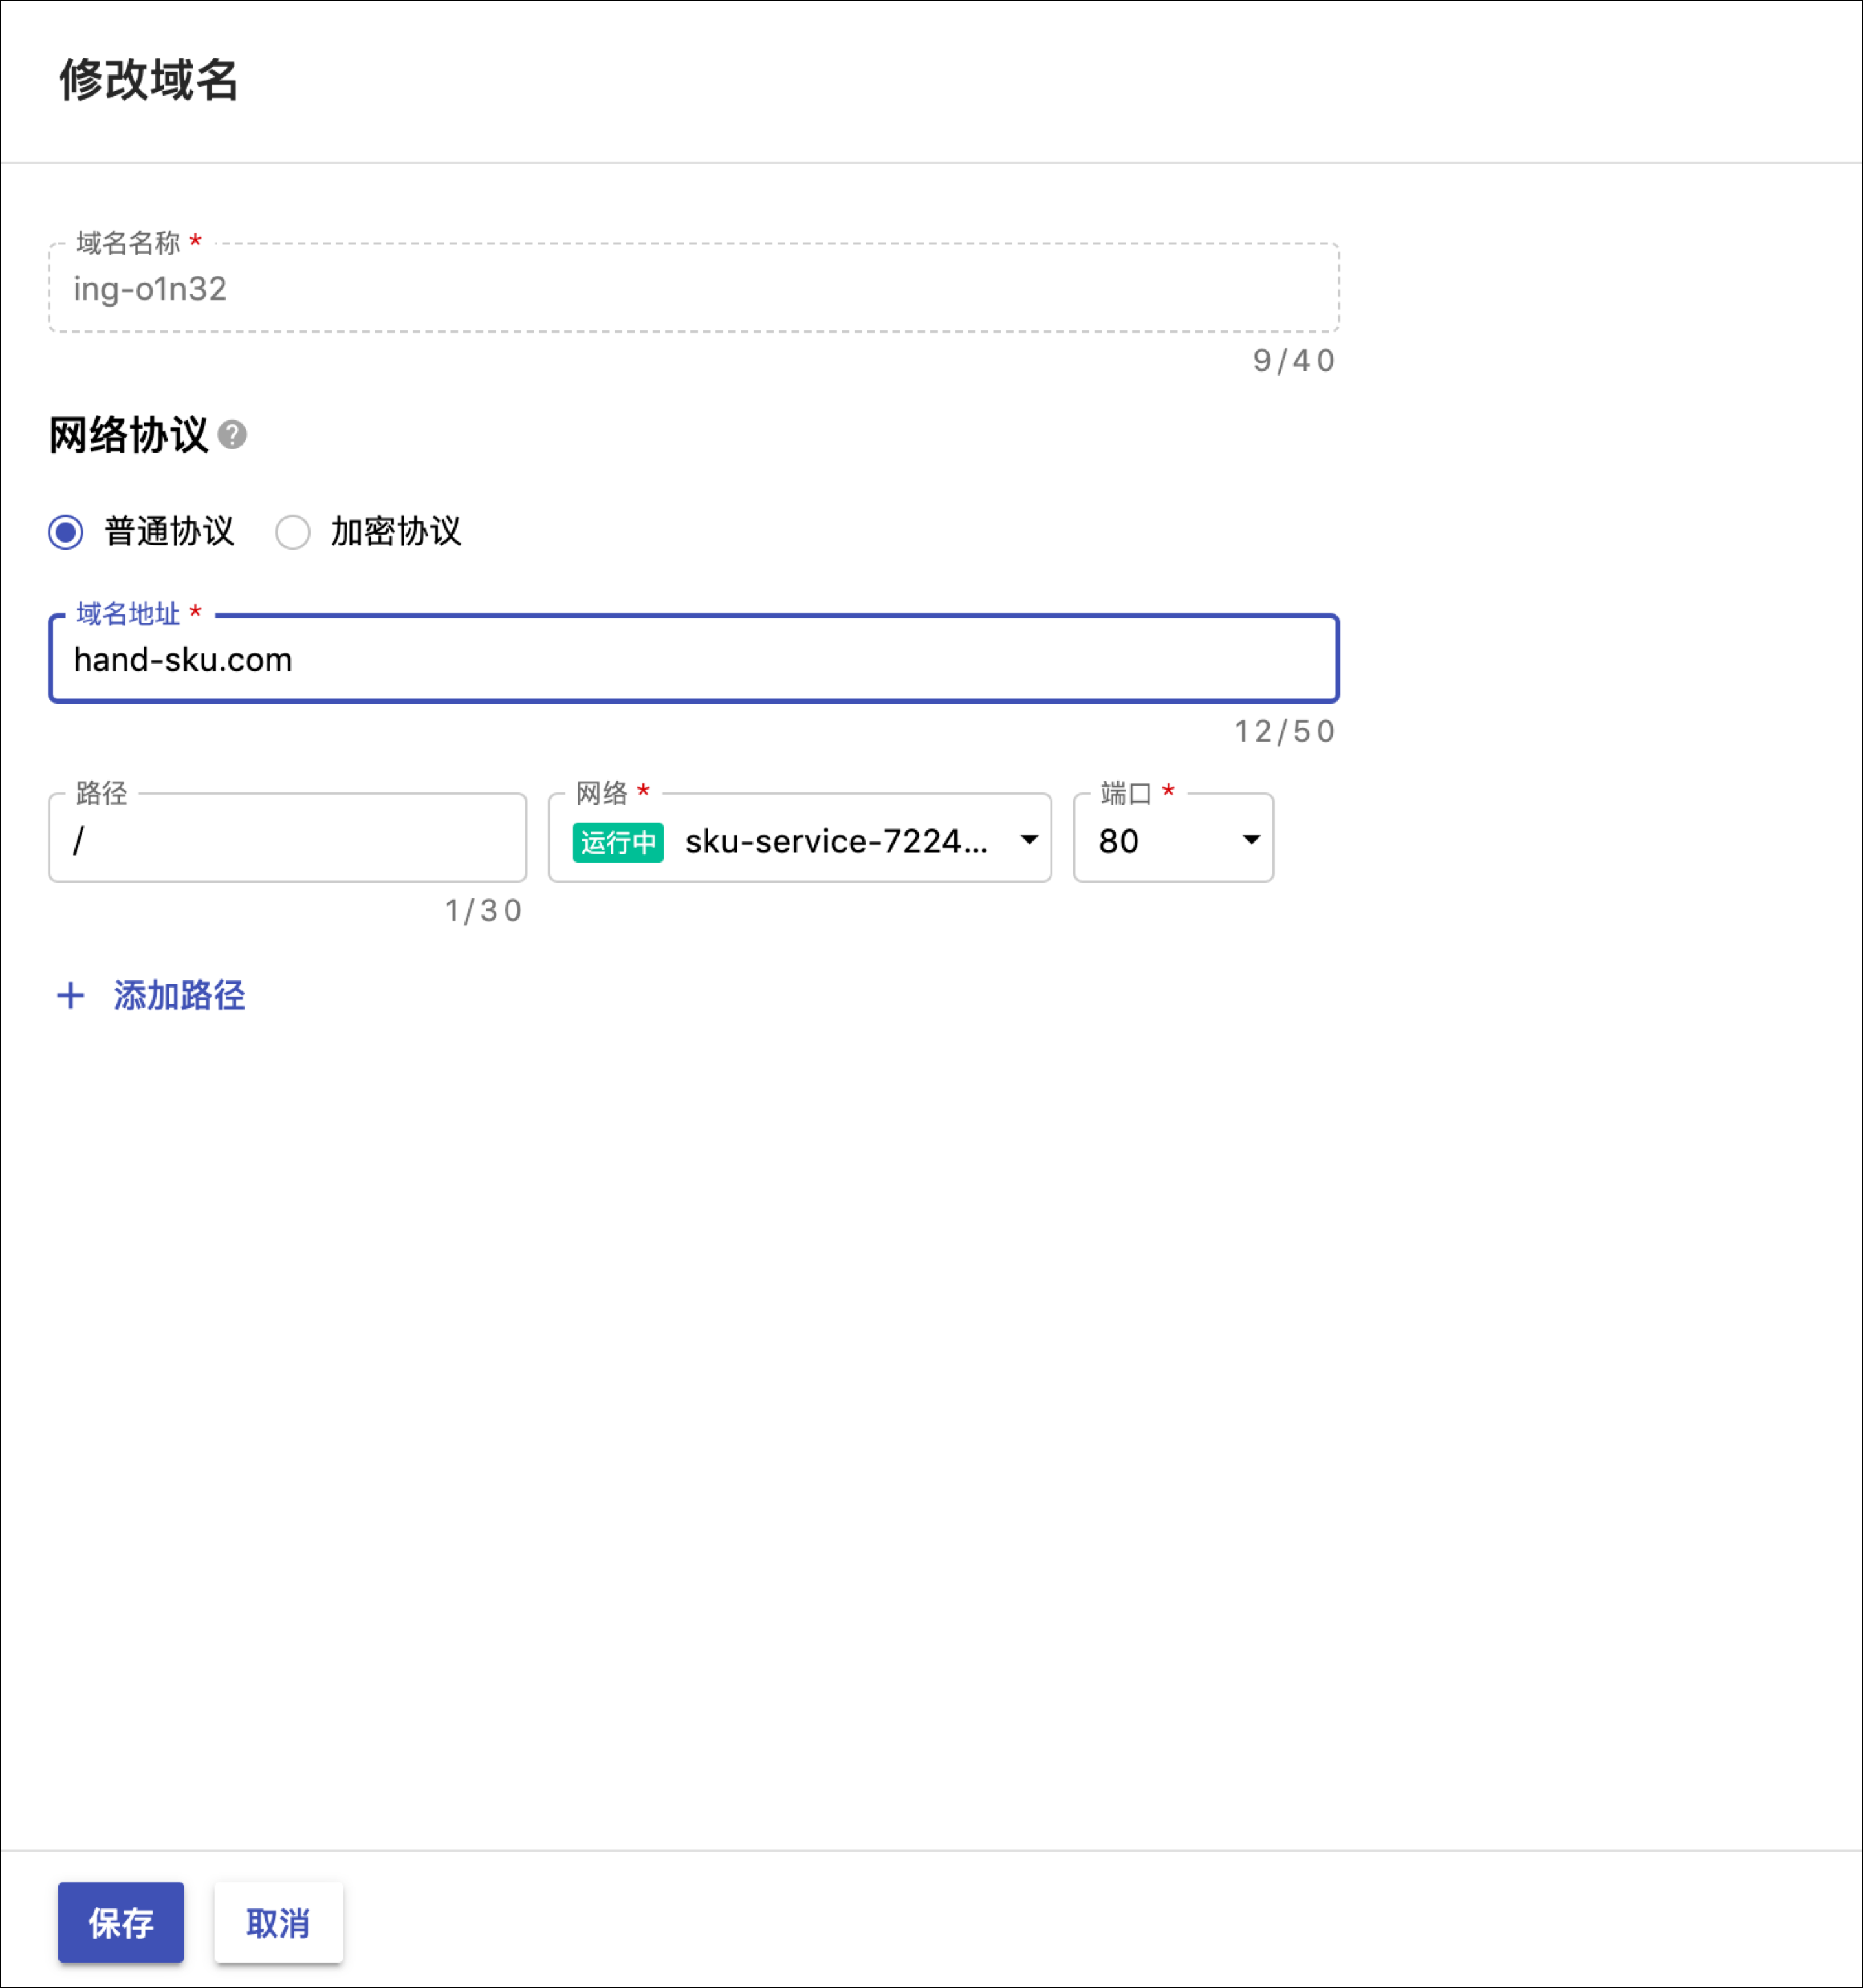 修改域名
域名名称 *
ing-o1n32
9/40
网络协议 ?
普通协议 加密协议
域名地址 *
hand-sku.com
12/50
路径 网络 * 端口 *
/ 运行中 sku-service-7224... 80
1/30
+ 添加路径
保存 取消